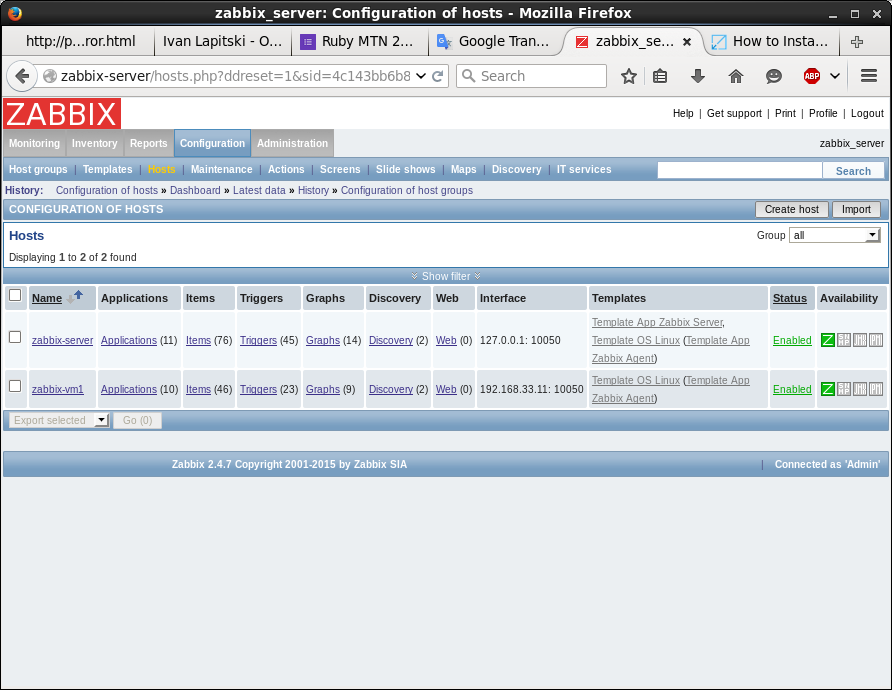 zabbix_server: Configuration of hosts - Mozilla Firefox
http://p...ror.html Ivan Lapitski - O... Ruby MTN 2... Google Tran... zabbix_se... How to Insta...
zabbix-server/hosts.php?ddreset=1&sid=4c143bb6b8 Search ABP
ZABBIX
Help | Get support | Print | Profile | Logout
Monitoring Inventory Reports Configuration Administration zabbix_server
Host groups | Templates | Hosts | Maintenance | Actions | Screens | Slide shows | Maps | Discovery | IT services Search
History: Configuration of hosts » Dashboard » Latest data » History » Configuration of host groups
CONFIGURATION OF HOSTS Create host Import
Hosts Group all
Displaying 1 to 2 of 2 found
Show filter
Name Applications Items Triggers Graphs Discovery Web Interface Templates Status Availability
zabbix-server Applications (11) Items (76) Triggers (45) Graphs (14) Discovery (2) Web (0) 127.0.0.1: 10050 Template App Zabbix Server,
Template OS Linux (Template App
Zabbix Agent) Enabled Z
zabbix-vm1 Applications (10) Items (46) Triggers (23) Graphs (9) Discovery (2) Web (0) 192.168.33.11: 10050 Template OS Linux (Template App
Zabbix Agent) Enabled Z
Export selected Go (0)
Zabbix 2.4.7 Copyright 2001-2015 by Zabbix SIA | Connected as 'Admin'